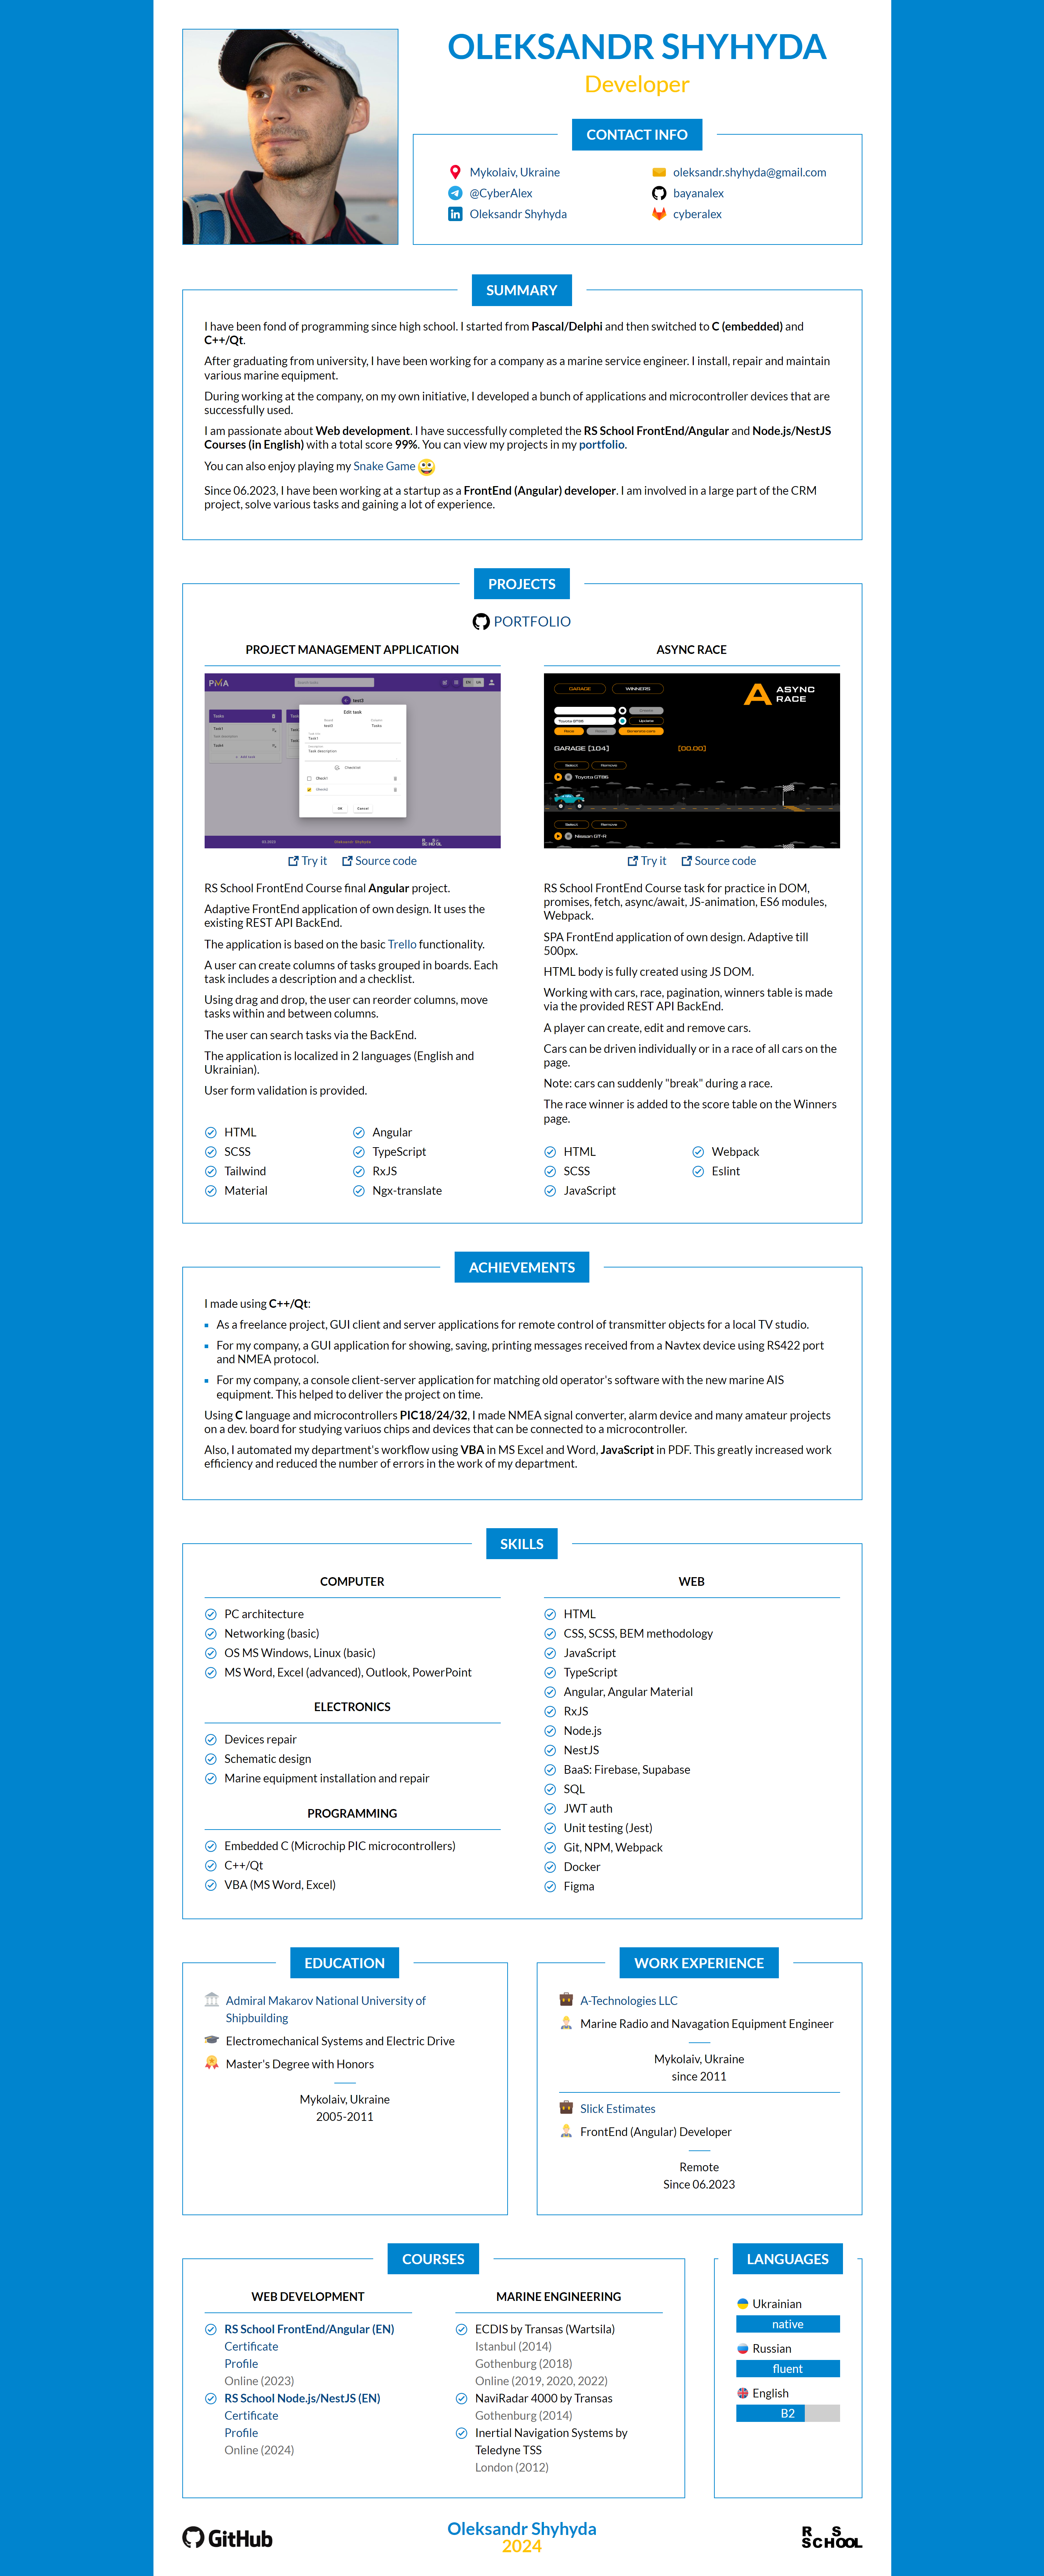 OLEKSANDR SHYHYDA
Developer
CONTACT INFO
Mykolaiv, Ukraine
oleksandr.shyhyda@gmail.com
@CyberAlex
bayanalex
Oleksandr Shyhyda
cyberalex
SUMMARY
I have been fond of programming since high school. I started from Pascal/Delphi and then switched to C (embedded) and
C++/Qt.
After graduating from university, I have been working for a company as a marine service engineer. I install, repair and maintain
various marine equipment.
During working at the company, on my own initiative, I developed a bunch of applications and microcontroller devices that are
successfully used.
I am passionate about Web development. I have successfully completed the RS School FrontEnd/Angular and Node.js/NestJS
Courses (in English) with a total score 99%. You can view my projects in my portfolio.
You can also enjoy playing my Snake Game
Since 06.2023, I have been working at a startup as a FrontEnd (Angular) developer. I am involved in a large part of the CRM
project, solve various tasks and gaining a lot of experience.
PROJECTS
PORTFOLIO
PROJECT MANAGEMENT APPLICATION
PMA
test1
Edit task
Tasks
Task1
Checklist
Check1
OK
Cancel
Oleksandr Shyhyda
RS SCHOOL
Try it
Source code
RS School FrontEnd Course final Angular project.
Adaptive FrontEnd application of own design. It uses the
existing REST API BackEnd.
The application is based on the basic Trello functionality.
A user can create columns of tasks grouped in boards. Each
task includes a description and a checklist.
Using drag and drop, the user can reorder columns, move
tasks within and between columns.
The user can search tasks via the BackEnd.
The application is localized in 2 languages (English and
Ukrainian).
User form validation is provided.
HTML
Angular
SCSS
TypeScript
Tailwind
RxJS
Material
Ngx-translate
ASYNC RACE
GARAGE
WINNERS
ASYNC
RACE
GARAGE [104]
[00.00]
Select
Remove
Toyota GT86
Select
Remove
Nissan GT-R
Try it
Source code
RS School FrontEnd Course task for practice in DOM,
promises, fetch, async/await, JS-animation, ES6 modules,
Webpack.
SPA FrontEnd application of own design. Adaptive till
500px.
HTML body is fully created using JS DOM.
Working with cars, race, pagination, winners table is made
via the provided REST API BackEnd.
A player can create, edit and remove cars.
Cars can be driven individually or in a race of all cars on the
page.
Note: cars can suddenly "break" during a race.
The race winner is added to the score table on the Winners
page.
HTML
Webpack
SCSS
Eslint
JavaScript
ACHIEVEMENTS
I made using C++/Qt:
As a freelance project, GUI client and server applications for remote control of transmitter objects for a local TV studio.
For my company, a GUI application for showing, saving, printing messages received from a Navtex device using RS422 port
and NMEA protocol.
For my company, a console client-server application for matching old operator's software with the new marine AIS
equipment. This helped to deliver the project on time.
Using C language and microcontrollers PIC18/24/32, I made NMEA signal converter, alarm device and many amateur projects
on a dev. board for studying variuos chips and devices that can be connected to a microcontroller.
Also, I automated my department's workflow using VBA in MS Excel and Word, JavaScript in PDF. This greatly increased work
efficiency and reduced the number of errors in the work of my department.
SKILLS
COMPUTER
PC architecture
Networking (basic)
OS MS Windows, Linux (basic)
MS Word, Excel (advanced), Outlook, PowerPoint
ELECTRONICS
Devices repair
Schematic design
Marine equipment installation and repair
PROGRAMMING
Embedded C (Microchip PIC microcontrollers)
C++/Qt
VBA (MS Word, Excel)
WEB
HTML
CSS, SCSS, BEM methodology
JavaScript
TypeScript
Angular, Angular Material
RxJS
Node.js
NestJS
BaaS: Firebase, Supabase
SQL
JWT auth
Unit testing (Jest)
Git, NPM, Webpack
Docker
Figma
EDUCATION
Admiral Makarov National University of
Shipbuilding
Electromechanical Systems and Electric Drive
Master's Degree with Honors
Mykolaiv, Ukraine
2005-2011
WORK EXPERIENCE
A-Technologies LLC
Marine Radio and Navagation Equipment Engineer
Mykolaiv, Ukraine
since 2011
Slick Estimates
FrontEnd (Angular) Developer
Remote
Since 06.2023
COURSES
WEB DEVELOPMENT
RS School FrontEnd/Angular (EN)
Certificate
Profile
Online (2023)
RS School Node.js/NestJS (EN)
Certificate
Profile
Online (2024)
MARINE ENGINEERING
ECDIS by Transas (Wartsila)
Istanbul (2014)
Gothenburg (2018)
Online (2019, 2020, 2022)
NaviRadar 4000 by Transas
Gothenburg (2014)
Inertial Navigation Systems by
Teledyne TSS
London (2012)
LANGUAGES
Ukrainian
native
Russian
fluent
English
B2
GitHub
Oleksandr Shyhyda
2024
RS
SCHOOL